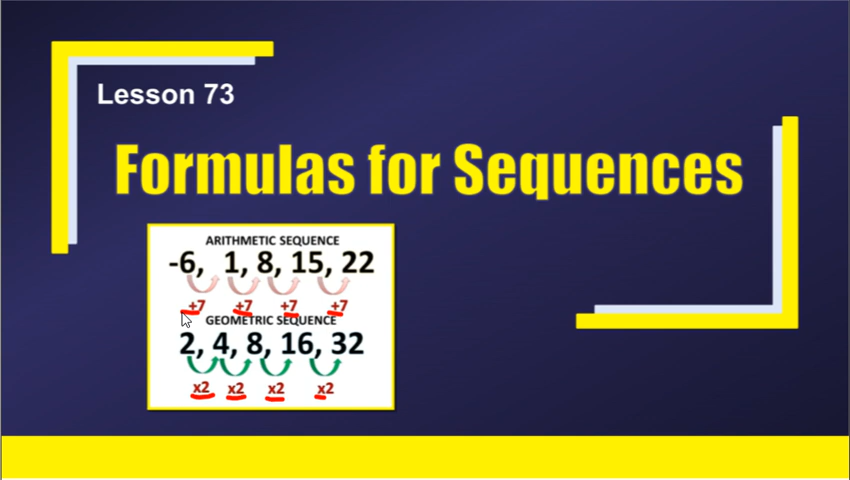 Lesson 73
Formulas for Sequences
ARITHMETIC SEQUENCE
-6, 1, 8, 15, 22
+7 +7 +7 +7
GEOMETRIC SEQUENCE
2, 4, 8, 16, 32
x2 x2 x2 x2